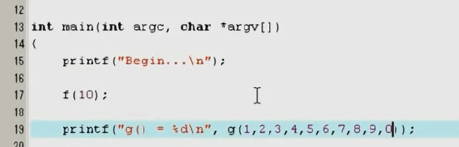 12
13 int main(int argc, char *argv[])
14 {
15 printf("Begin...\n");
16
17 f(10);
18
19 printf("g() = %d\n", g(1,2,3,4,5,6,7,8,9,0));
20